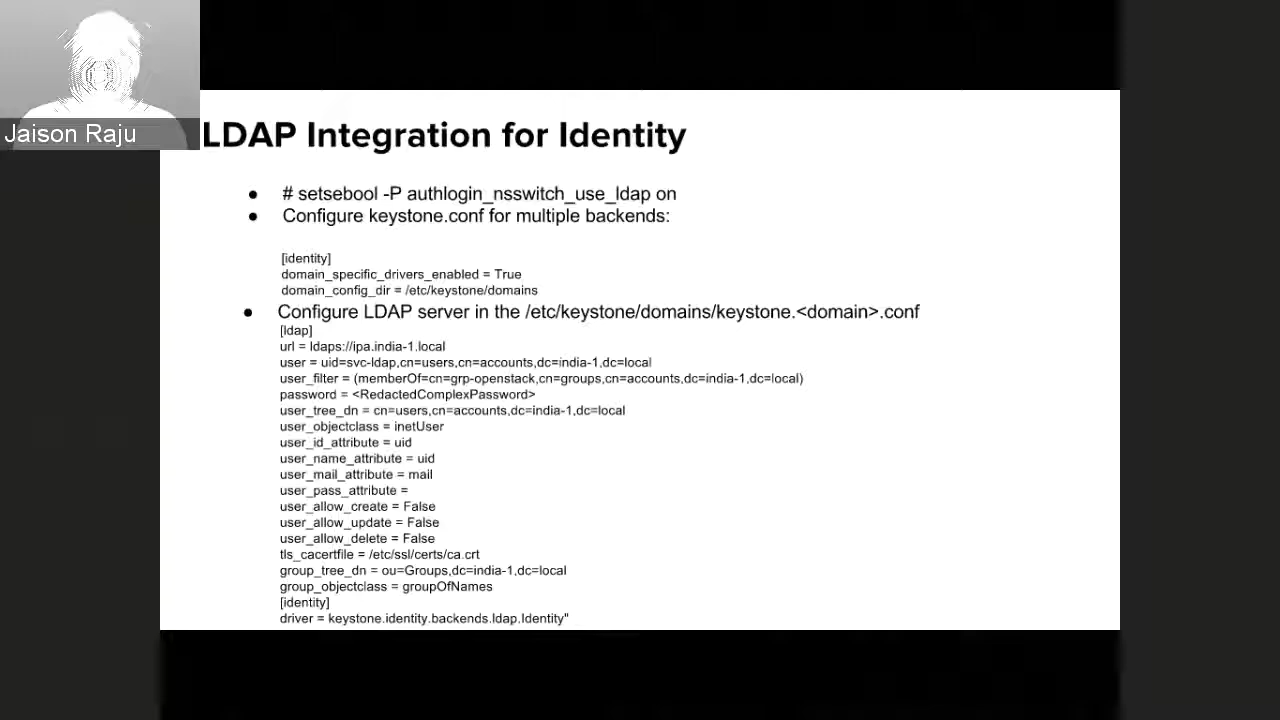 Jaison Raju
LDAP Integration for Identity
● # setsebool -P authlogin_nsswitch_use_ldap on
● Configure keystone.conf for multiple backends:
[identity]
domain_specific_drivers_enabled = True
domain_config_dir = /etc/keystone/domains
● Configure LDAP server in the /etc/keystone/domains/keystone.<domain>.conf
[ldap]
url = ldaps://ipa.india-1.local
user = uid=svc-ldap,cn=users,cn=accounts,dc=india-1,dc=local
user_filter = (memberOf=cn=grp-openstack,cn=groups,cn=accounts,dc=india-1,dc=local)
password = <RedactedComplexPassword>
user_tree_dn = cn=users,cn=accounts,dc=india-1,dc=local
user_objectclass = inetUser
user_id_attribute = uid
user_name_attribute = uid
user_mail_attribute = mail
user_pass_attribute =
user_allow_create = False
user_allow_update = False
user_allow_delete = False
tls_cacertfile = /etc/ssl/certs/ca.crt
group_tree_dn = ou=Groups,dc=india-1,dc=local
group_objectclass = groupOfNames
[identity]
driver = keystone.identity.backends.ldap.Identity"